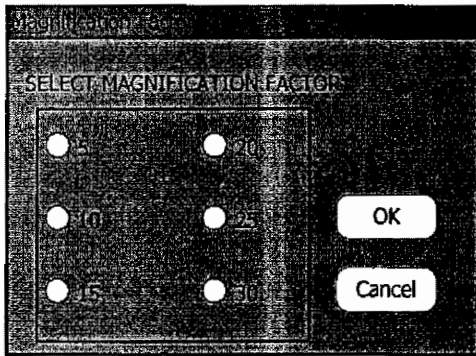 Magnification Factor
SELECT MAGNIFICATION FACTOR
5 20
10 25 OK
15 30 Cancel